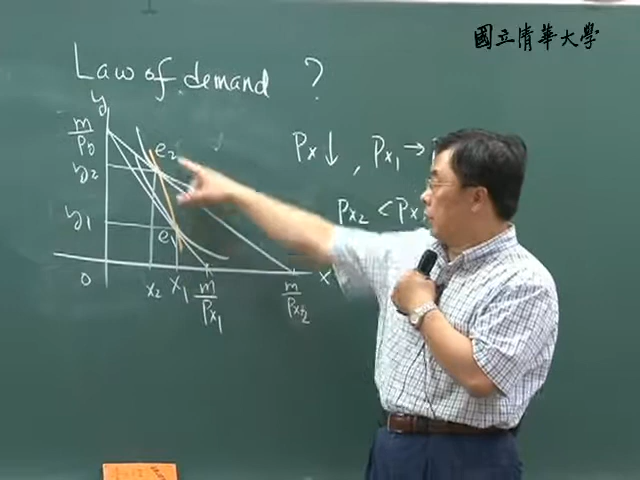 國立清華大學
Law of demand ?
y
m/P0
e2
y2
y1
e1
0
x2 x1 m/Px1 m/Px2 x
Px↓ , Px1 →
Px2 < Px